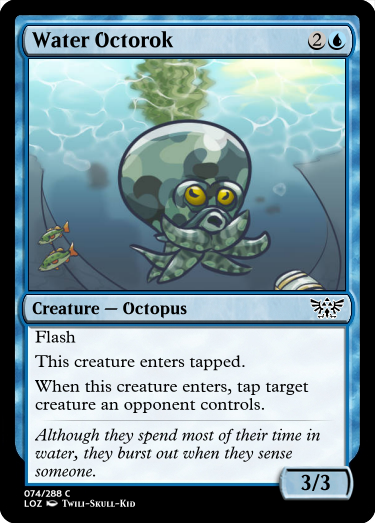 Water Octorok 2
Creature — Octopus
Flash
This creature enters tapped.
When this creature enters, tap target
creature an opponent controls.
Although they spend most of their time in
water, they burst out when they sense
someone.
3/3
074/288 C
LOZ Twili-Skull-Kid